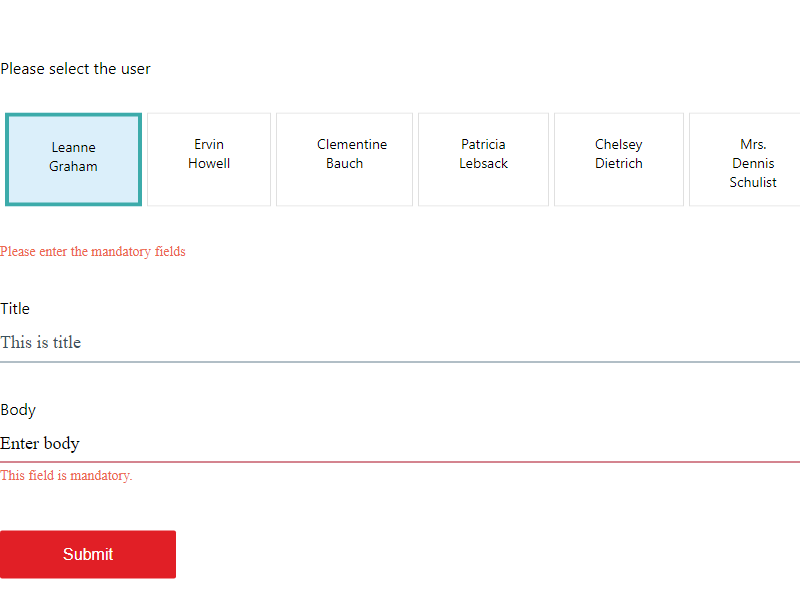 Please select the user
Leanne
Graham
Ervin
Howell
Clementine
Bauch
Patricia
Lebsack
Chelsey
Dietrich
Mrs.
Dennis
Schulist
Please enter the mandatory fields
Title
This is title
Body
Enter body
This field is mandatory.
Submit